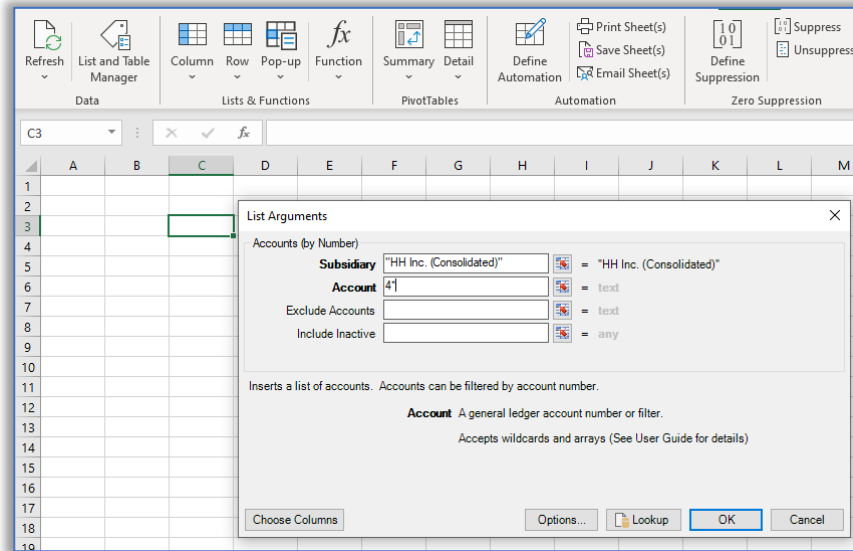 Refresh
List and Table
Manager
Data
Column
Row
Pop-up
fx
Function
Lists & Functions
Summary
Detail
PivotTables
Define
Automation
Print Sheet(s)
Save Sheet(s)
Email Sheet(s)
Automation
Define
Suppression
Suppress
Unsuppress
Zero Suppression
C3
fx
A B C D E F G H I J K L M
1
2
3
4
5
6
7
8
9
10
11
12
13
14
15
16
17
18
19
List Arguments
Accounts (by Number)
Subsidiary "HH Inc. (Consolidated)" = "HH Inc. (Consolidated)"
Account 4* = text
Exclude Accounts = text
Include Inactive = any
Inserts a list of accounts. Accounts can be filtered by account number.
Account A general ledger account number or filter.
Accepts wildcards and arrays (See User Guide for details)
Choose Columns Options... Lookup OK Cancel